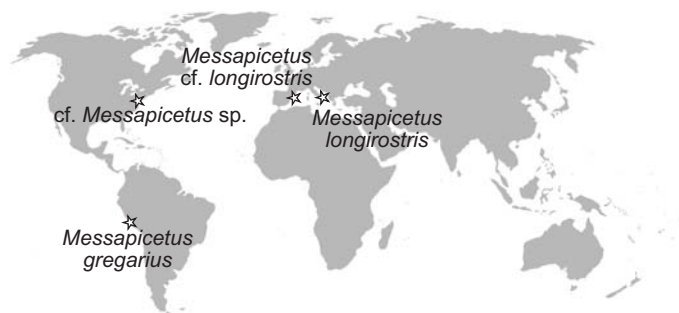 Messapicetus
cf. longirostris
cf. Messapicetus sp.
Messapicetus
longirostris
Messapicetus
gregarius